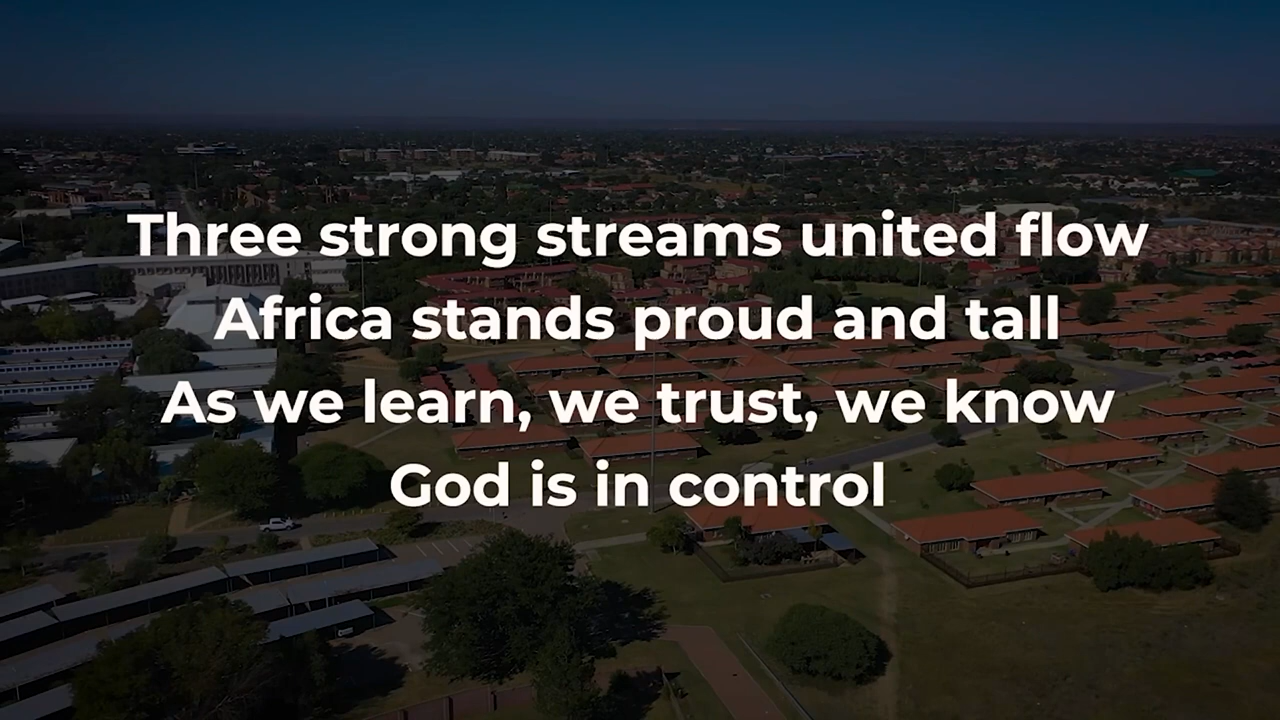 Three strong streams united flow
Africa stands proud and tall
As we learn, we trust, we know
God is in control